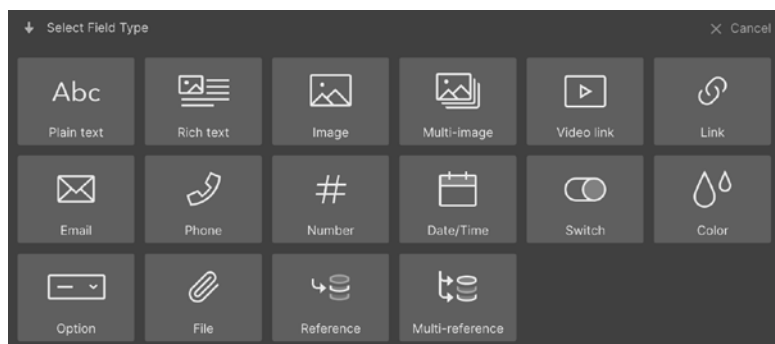 Select Field Type
Cancel
Abc
Plain text
Rich text
Image
Multi-image
Video link
Link
Email
Phone
Number
Date/Time
Switch
Color
Option
File
Reference
Multi-reference